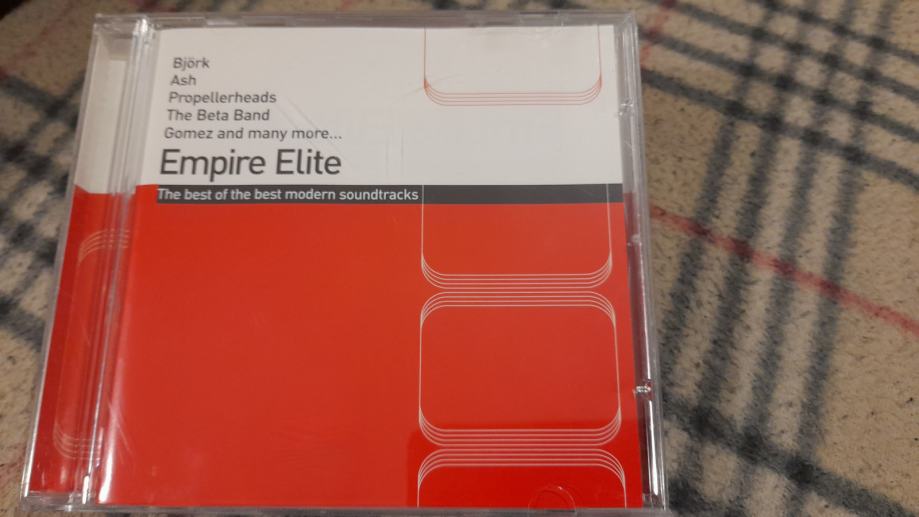 Björk
Ash
Propellerheads
The Beta Band
Gomez and many more...
Empire Elite
The best of the best modern soundtracks